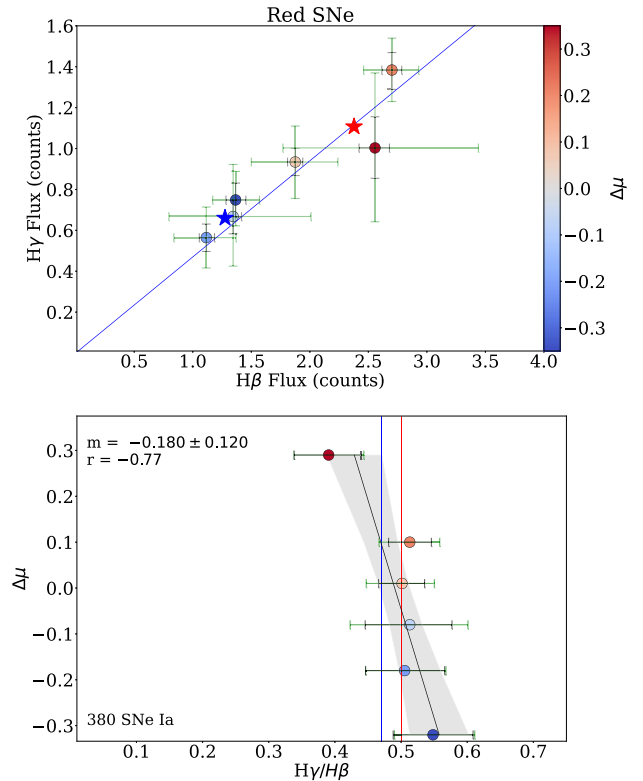 Red SNe
1.6
1.4
1.2
1.0
0.8
0.6
0.4
0.2
Hγ Flux (counts)
0.0 0.5 1.0 1.5 2.0 2.5 3.0 3.5 4.0
Hβ Flux (counts)
0.3
0.2
0.1
0.0
−0.1
−0.2
−0.3
Δμ
m = −0.180 ± 0.120
r = −0.77
0.3
0.2
0.1
0.0
−0.1
−0.2
−0.3
Δμ
380 SNe Ia
0.1 0.2 0.3 0.4 0.5 0.6 0.7
Hγ/Hβ